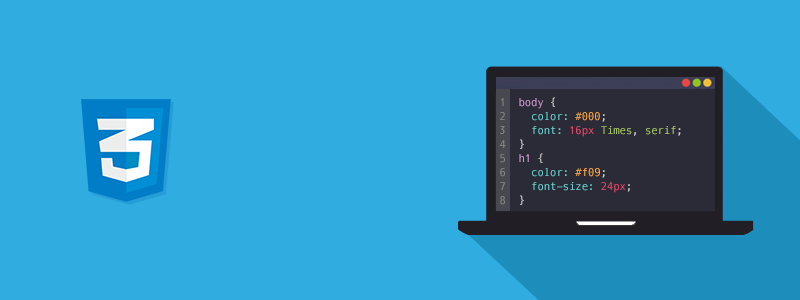 3
1 body {
2   color: #000;
3   font: 16px Times, serif;
4 }
5 h1 {
6   color: #f09;
7   font-size: 24px;
8 }